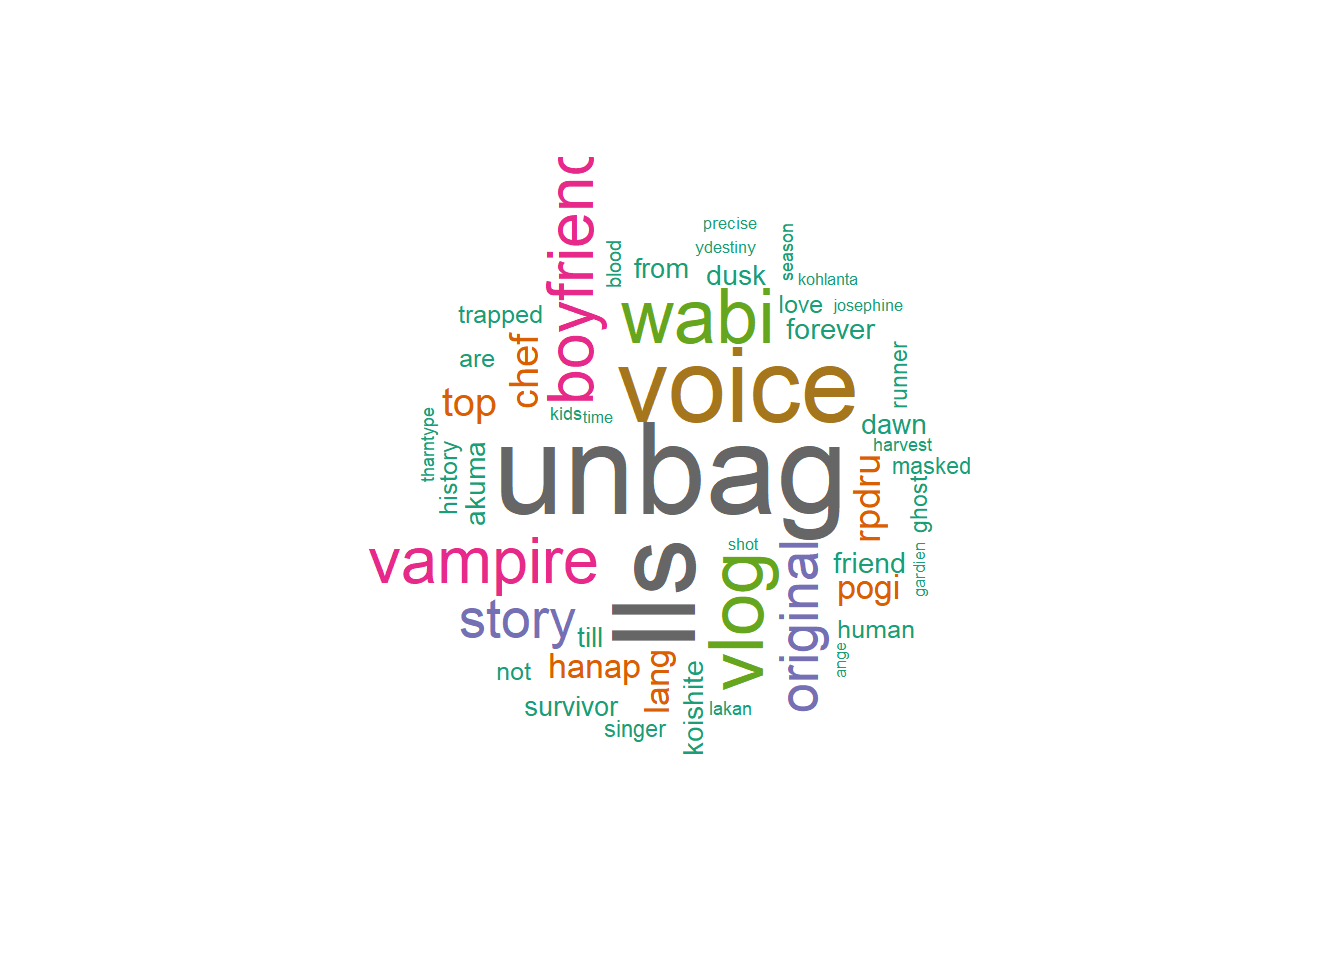 precise
ydestiny
season
blood
from
dusk
kohlanta
boyfriend
wabi
love
josephine
trapped
forever
chef
voice
runner
are
top
kids
time
dawn
harvest
tharntype
history
akuma
unbag
rpdru
masked
ghost
vampire
lls
shot
vlog
original
friend
gardien
pogi
story
till
human
not
hanap
lang
koishite
ange
survivor
lakan
singer